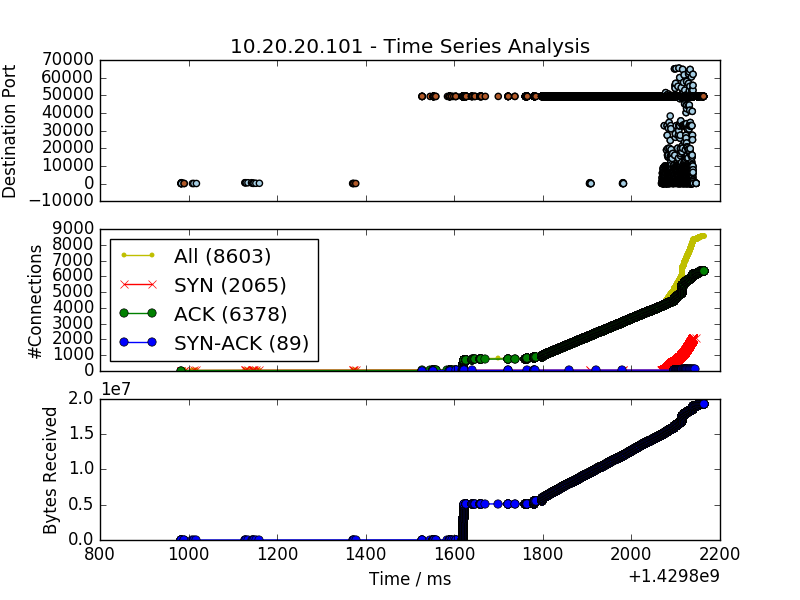 10.20.20.101 - Time Series Analysis
70000
60000
50000
40000
30000
20000
10000
0
−10000
Destination Port
9000
8000
7000
6000
5000
4000
3000
2000
1000
0
#Connections
All (8603)
SYN (2065)
ACK (6378)
SYN-ACK (89)
1e7
2.0
1.5
1.0
0.5
0.0
Bytes Received
800 1000 1200 1400 1600 1800 2000 2200
Time / ms
+1.4298e9